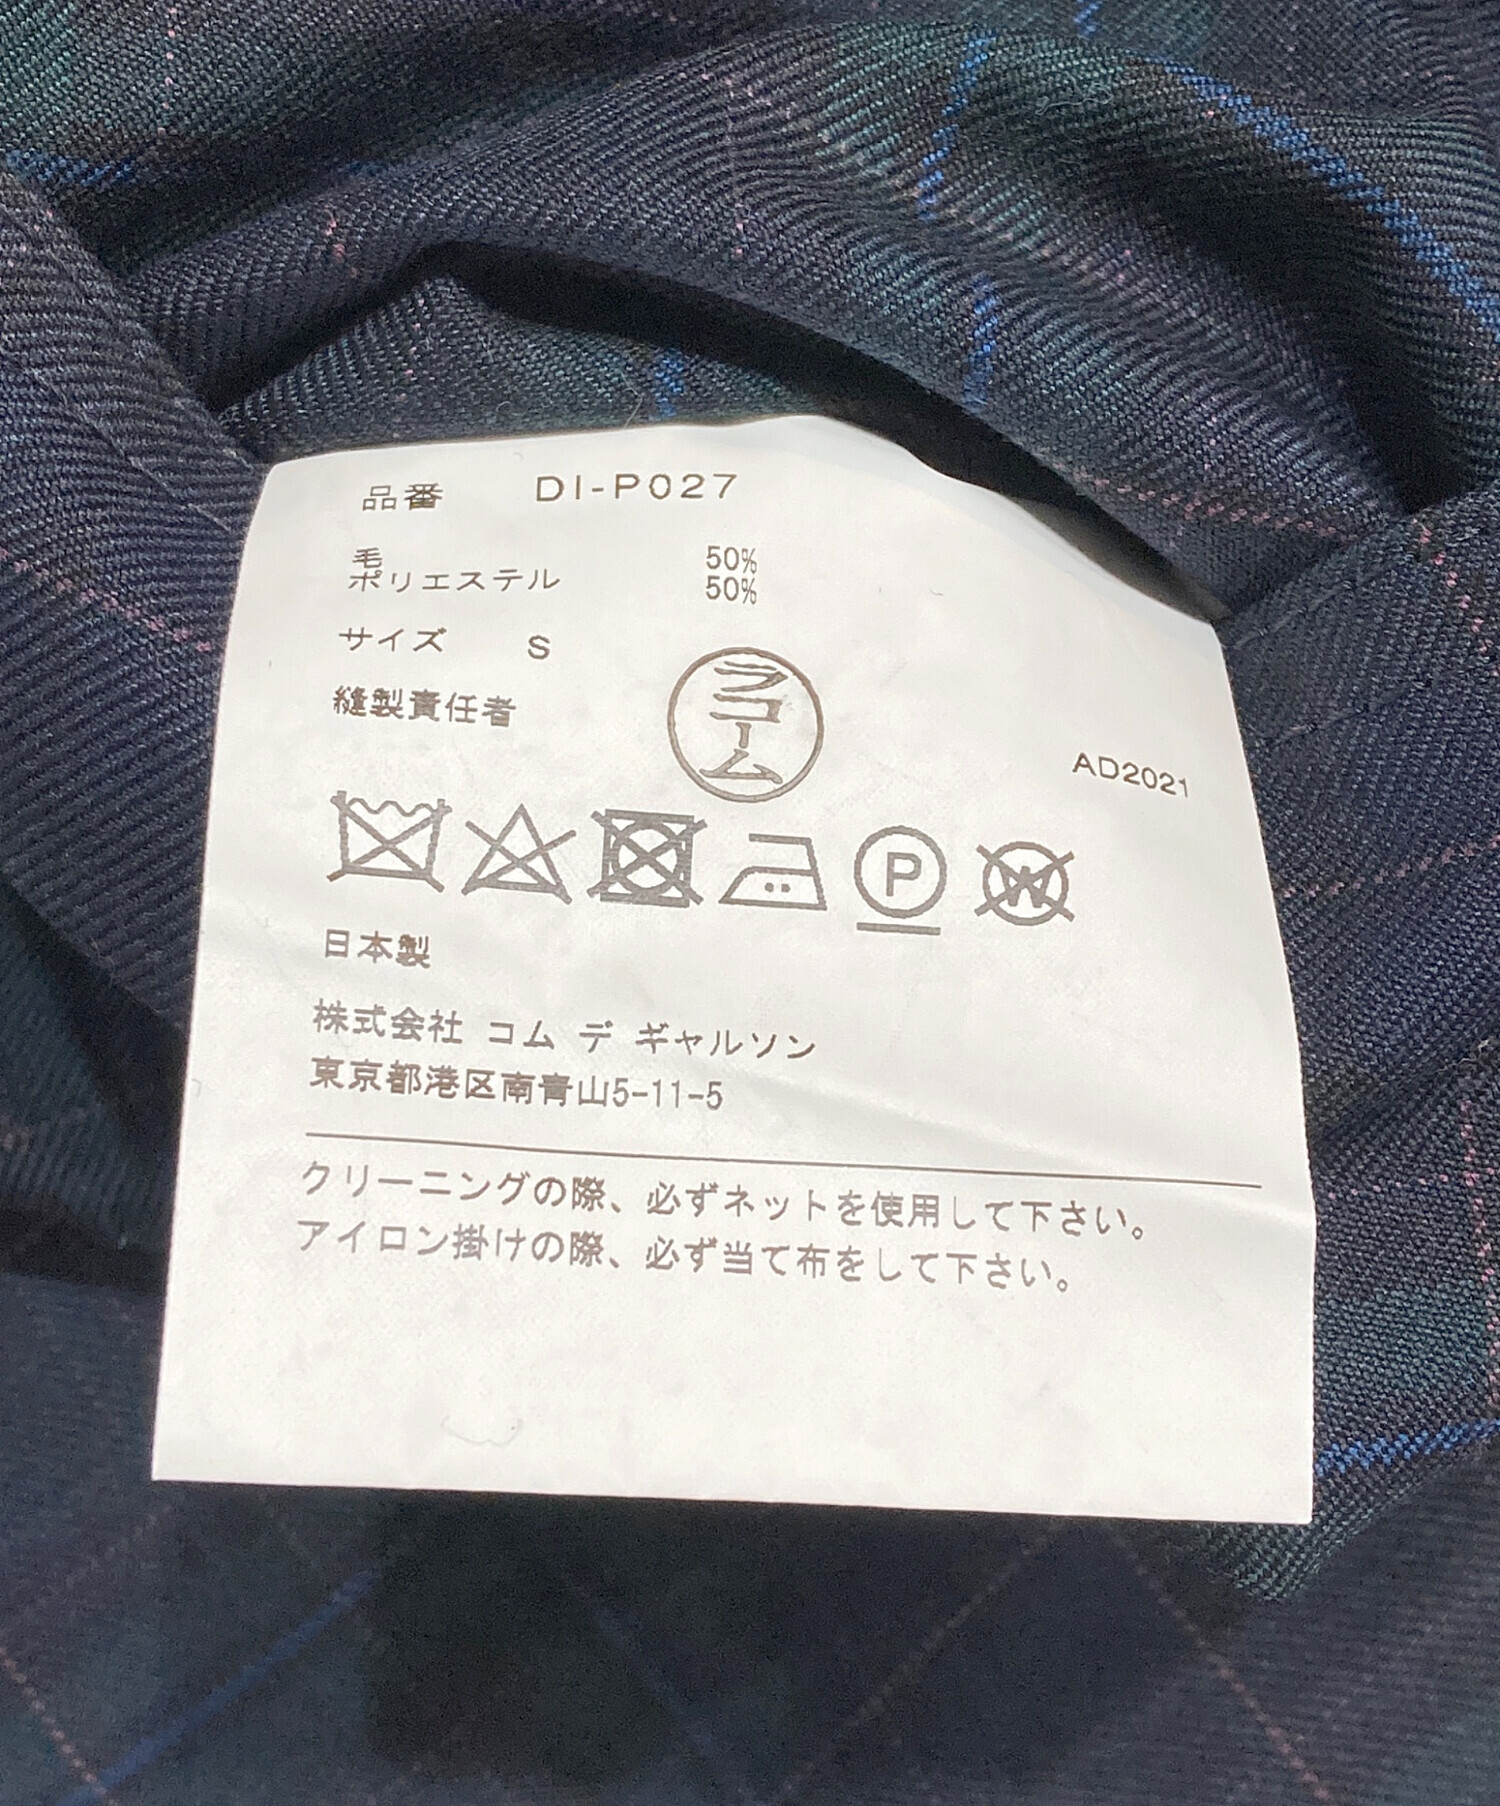 品番 DI-P027
毛 50%
ポリエステル 50%
サイズ S
縫製責任者
ラコーム
AD2021
P
W
日本製
株式会社 コム デ ギャルソン
東京都港区南青山5-11-5
クリーニングの際、必ずネットを使用して下さい。
アイロン掛けの際、必ず当て布をして下さい。